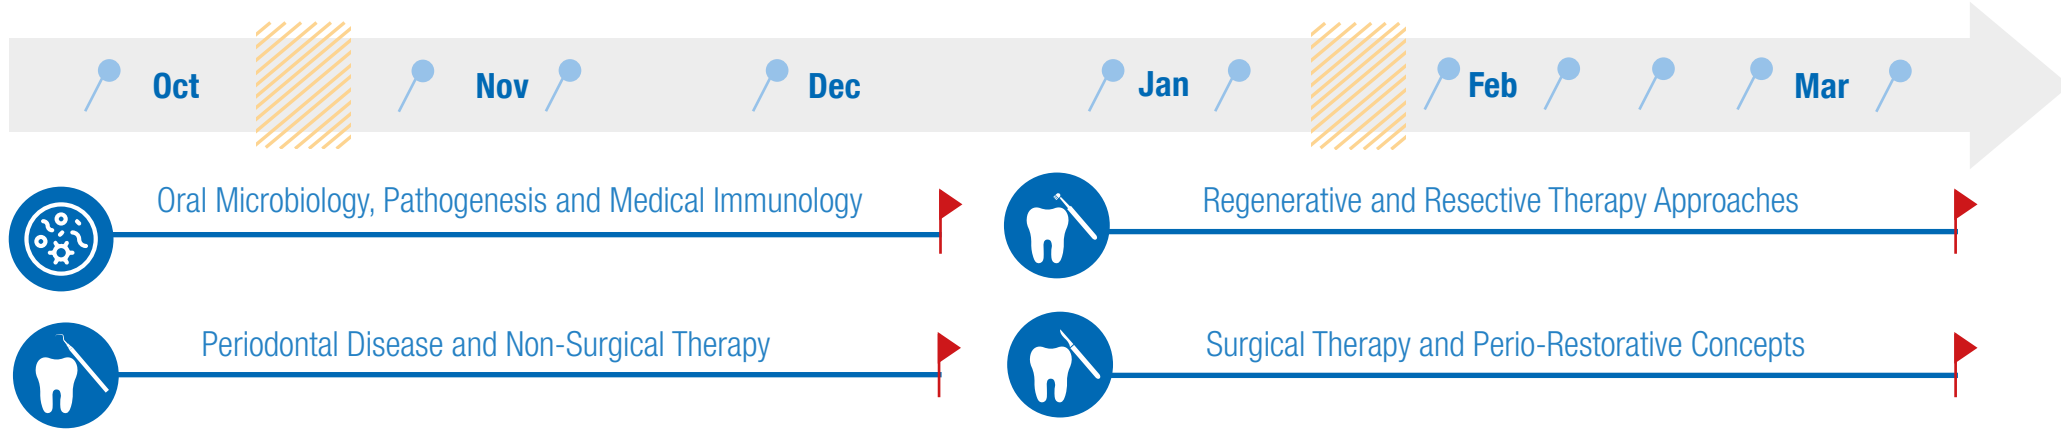 Oct
Nov
Dec
Jan
Feb
Mar
Oral Microbiology, Pathogenesis and Medical Immunology
Regenerative and Resective Therapy Approaches
Periodontal Disease and Non-Surgical Therapy
Surgical Therapy and Perio-Restorative Concepts